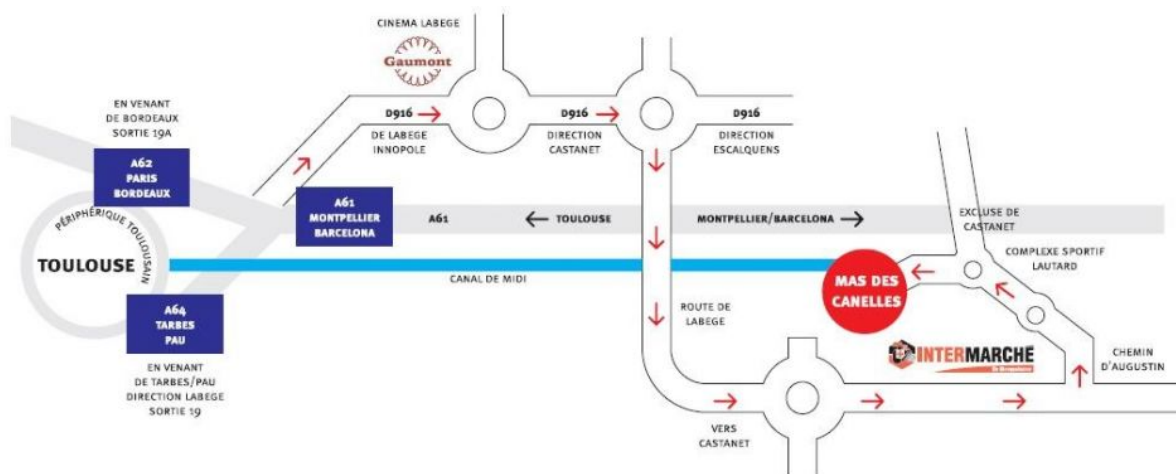 CINEMA LABEGE
Gaumont
EN VENANT
DE BORDEAUX
SORTIE 19A
A62
PARIS
BORDEAUX
D916
DE LABEGE
INNOPOLE
D916
DIRECTION
CASTANET
D916
DIRECTION
ESCALQUENS
PÉRIPHÉRIQUE TOULOUSAIN
TOULOUSE
A61
MONTPELLIER
BARCELONA
A61
TOULOUSE
MONTPELLIER/BARCELONA
EXCLUSE DE
CASTANET
COMPLEXE SPORTIF
LAUTARD
CANAL DE MIDI
MAS DES
CANELLES
A64
TARBES
PAU
EN VENANT
DE TARBES/PAU
DIRECTION LABEGE
SORTIE 19
ROUTE DE
LABEGE
INTERMARCHÉ
CHEMIN
D'AUGUSTIN
VERS
CASTANET